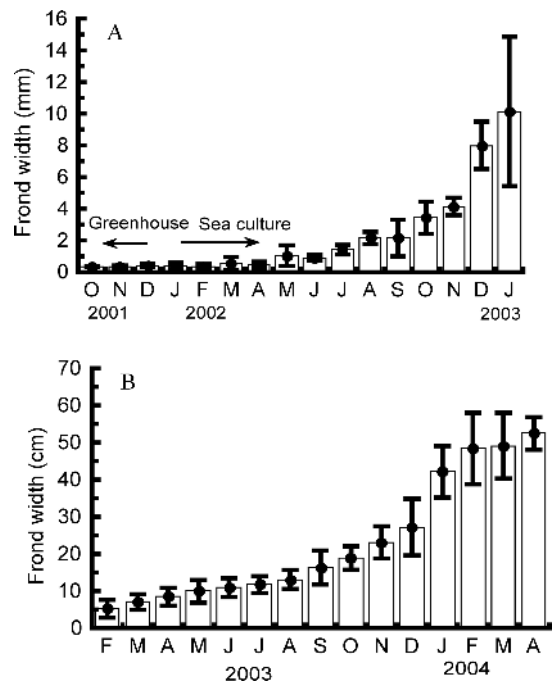 A
Frond width (mm)
16
14
12
10
8
6
4
2
0
Greenhouse Sea culture
O N D J F M A M J J A S O N D J
2001 2002 2003
B
Frond width (cm)
70
60
50
40
30
20
10
0
F M A M J J A S O N D J F M A
2003 2004